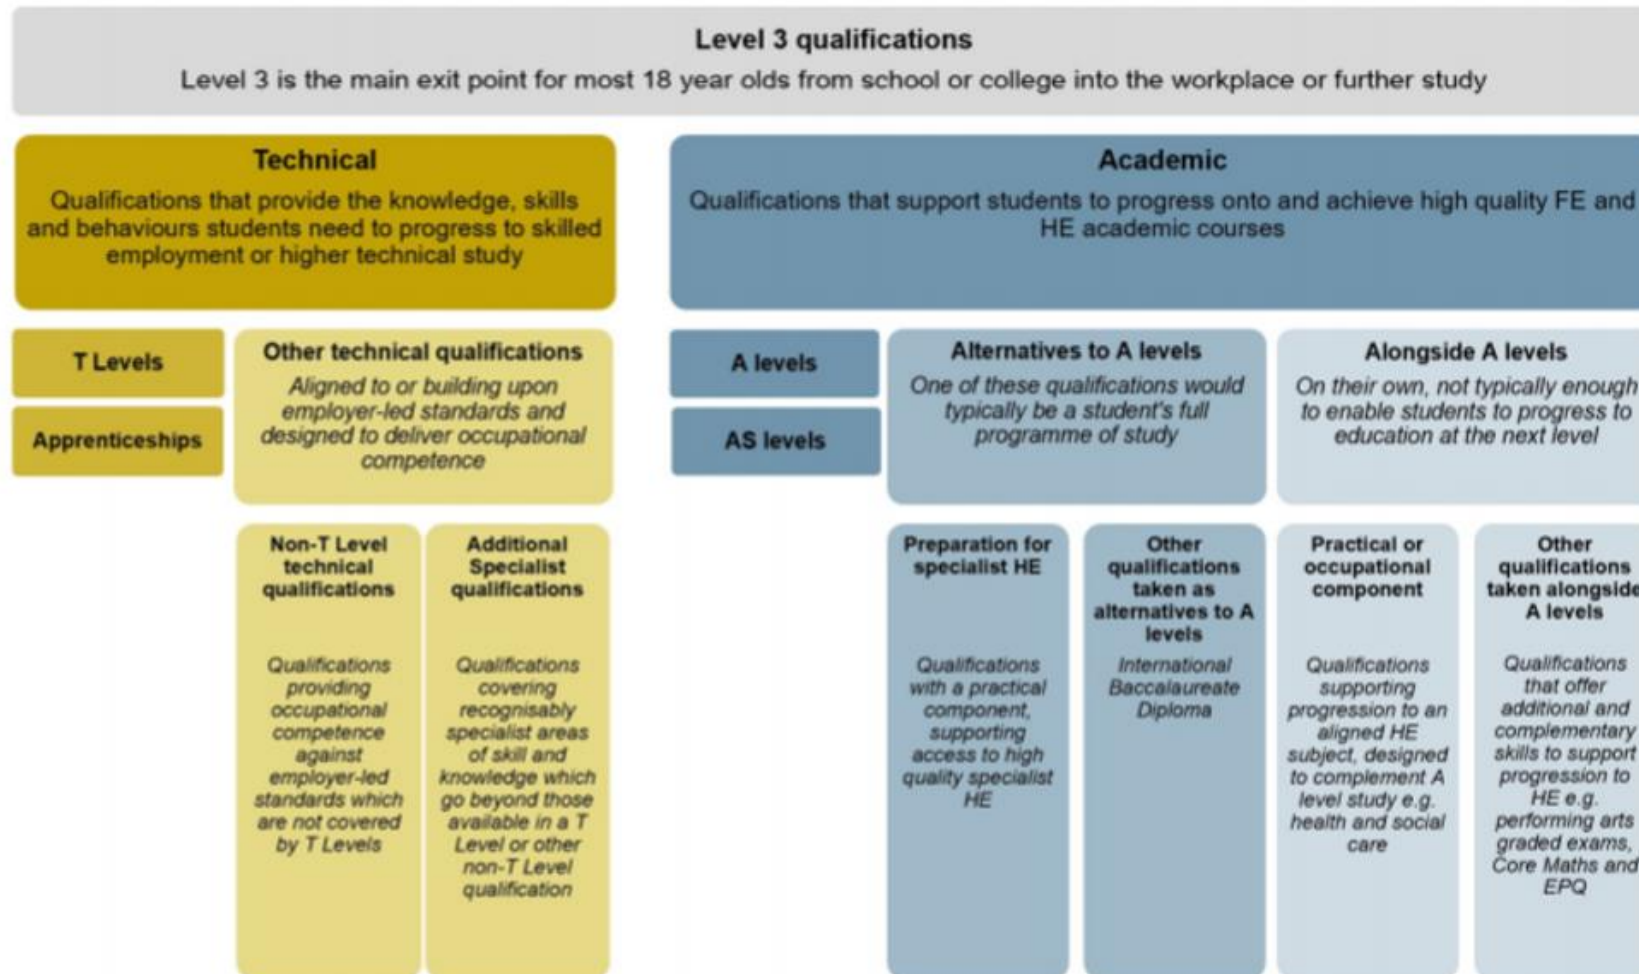 Level 3 qualifications
Level 3 is the main exit point for most 18 year olds from school or college into the workplace or further study
Technical
Qualifications that provide the knowledge, skills
and behaviours students need to progress to skilled
employment or higher technical study
Academic
Qualifications that support students to progress onto and achieve high quality FE and
HE academic courses
T Levels
Apprenticeships
Other technical qualifications
Aligned to or building upon
employer-led standards and
designed to deliver occupational
competence
A levels
AS levels
Alternatives to A levels
One of these qualifications would
typically be a student's full
programme of study
Alongside A levels
On their own, not typically enough
to enable students to progress to
education at the next level
Non-T Level
technical
qualifications
Qualifications
providing
occupational
competence
against
employer-led
standards which
are not covered
by T Levels
Additional
Specialist
qualifications
Qualifications
covering
recognisably
specialist areas
of skill and
knowledge which
go beyond those
available in a T
Level or other
non-T Level
qualification
Preparation for
specialist HE
Qualifications
with a practical
component,
supporting
access to high
quality specialist
HE
Other
qualifications
taken as
alternatives to A
levels
International
Baccalaureate
Diploma
Practical or
occupational
component
Qualifications
supporting
progression to an
aligned HE
subject, designed
to complement A
level study e.g.
health and social
care
Other
qualifications
taken alongside
A levels
Qualifications
that offer
additional and
complementary
skills to support
progression to
HE e.g.
performing arts
graded exams,
Core Maths and
EPQ